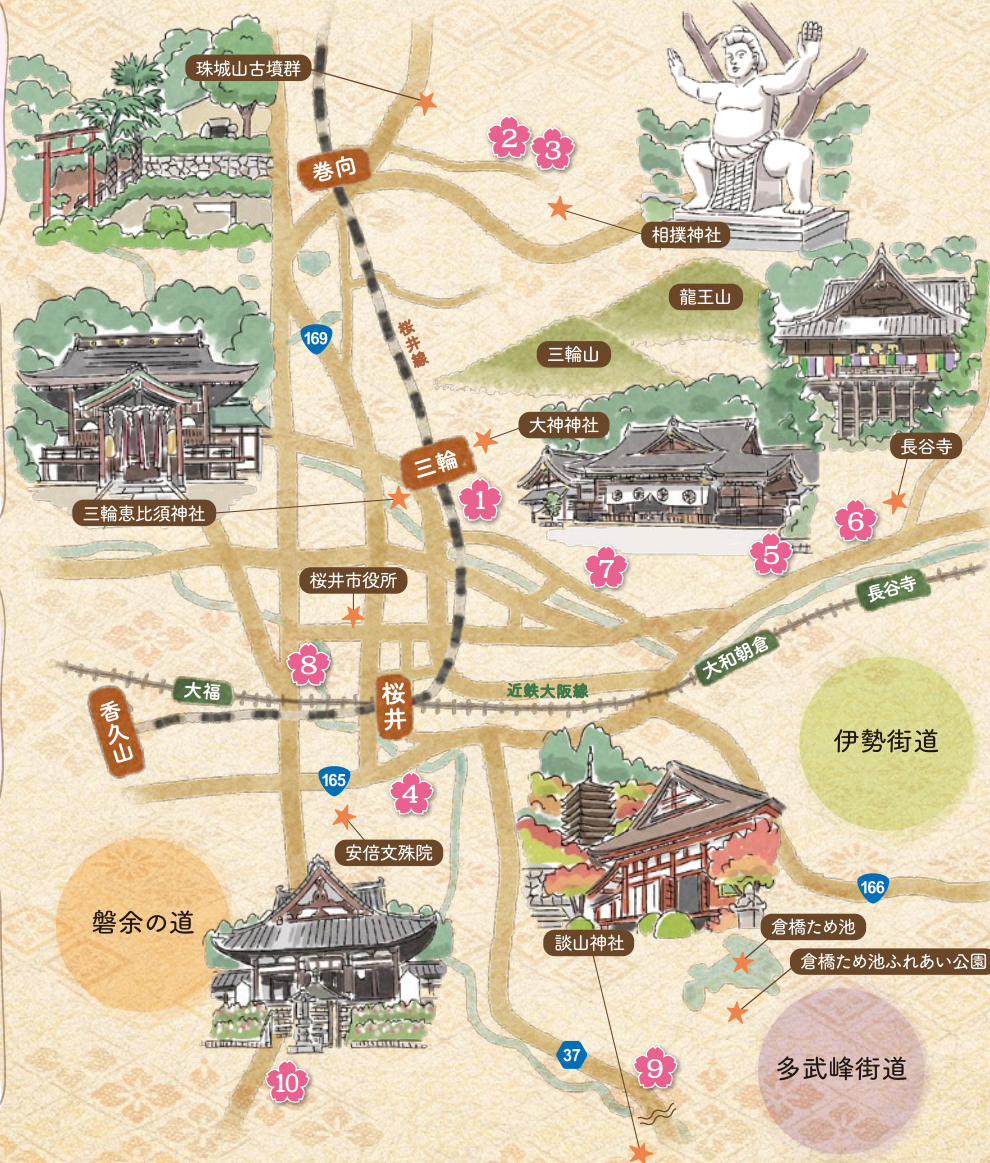 珠城山古墳群
2
3
巻向
相撲神社
龍王山
169
桜井線
三輪山
大神神社
長谷寺
三輪
1
三輪恵比須神社
6
5
7
桜井市役所
長谷寺
大和朝倉
8
大福
桜井
近鉄大阪線
香久山
伊勢街道
165
4
安倍文殊院
166
磐余の道
倉橋ため池
談山神社
倉橋ため池ふれあい公園
37
9
多武峰街道
10